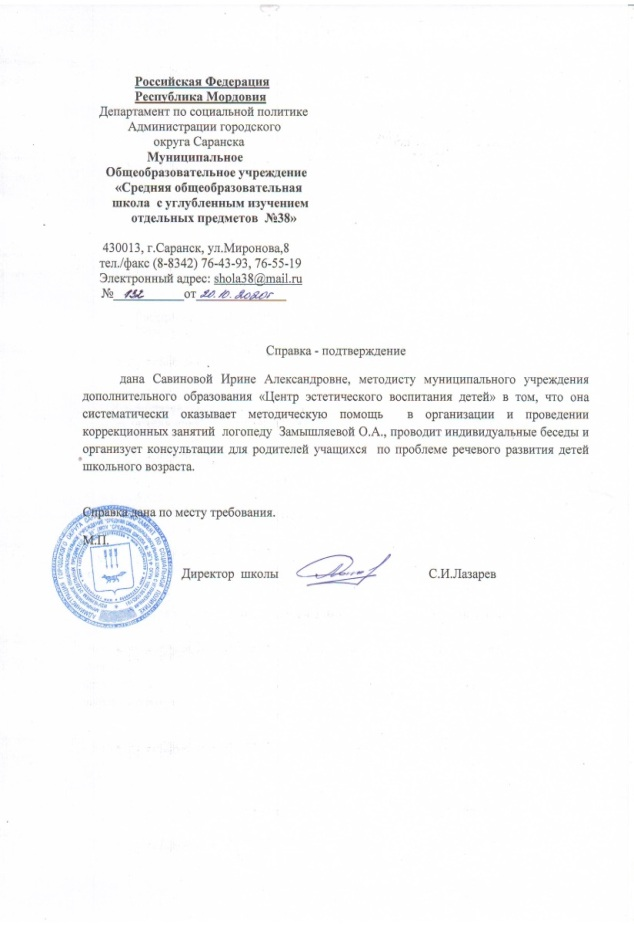 Российская Федерация
Республика Мордовия
Департамент по социальной политике
Администрации городского
округа Саранска
Муниципальное
Общеобразовательное учреждение
«Средняя общеобразовательная
школа с углубленным изучением
отдельных предметов №38»
430013, г.Саранск, ул.Миронова,8
тел./факс (8-8342) 76-43-93, 76-55-19
Электронный адрес: shola38@mail.ru
№ 132 от 20.10.2020г
Справка - подтверждение
дана Савиновой Ирине Александровне, методисту муниципального учреждения
дополнительного образования «Центр эстетического воспитания детей» в том, что она
систематически оказывает методическую помощь в организации и проведении
коррекционных занятий логопеду Замышляевой О.А., проводит индивидуальные беседы и
организует консультации для родителей учащихся по проблеме речевого развития детей
школьного возраста.
Справка дана по месту требования.
М.П.
Директор школы С.И.Лазарев